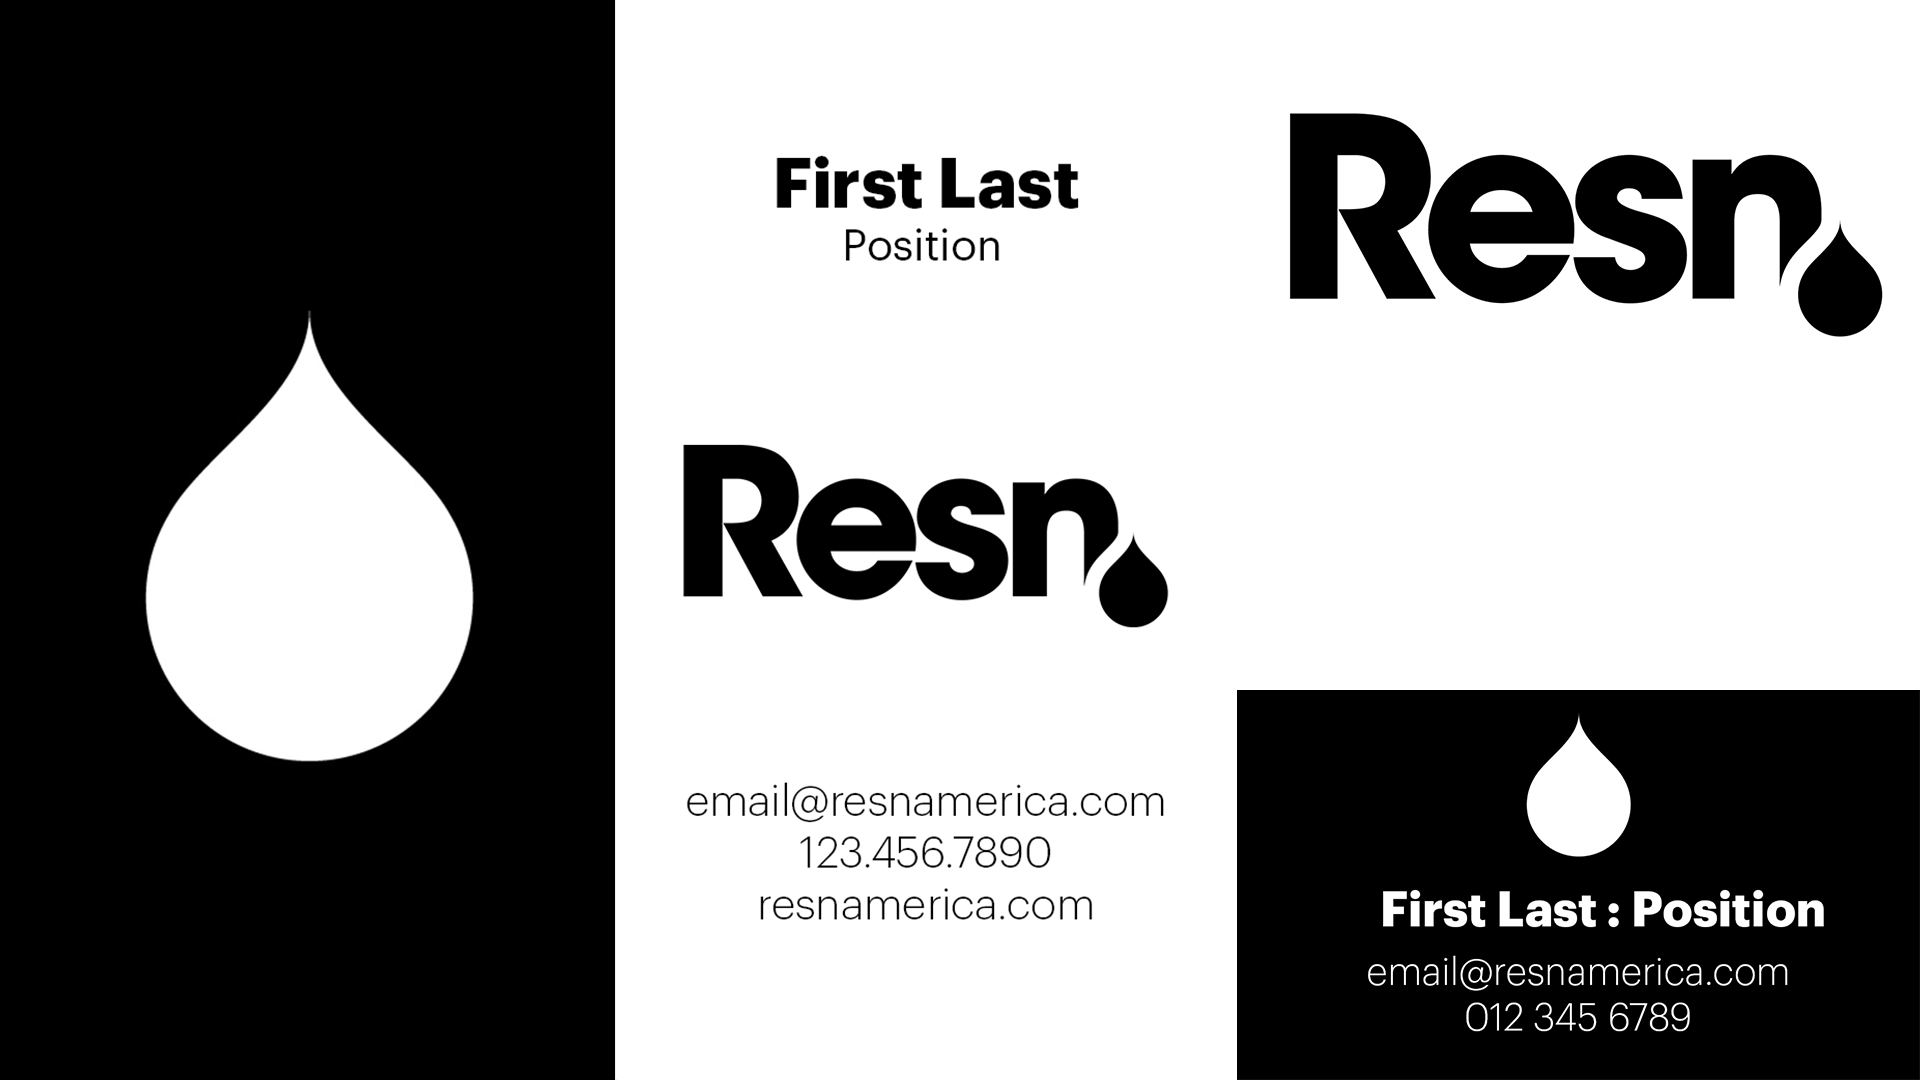 First Last
Position
Resn
email@resnamerica.com
123.456.7890
resnamerica.com
Resn
First Last : Position
email@resnamerica.com
012 345 6789